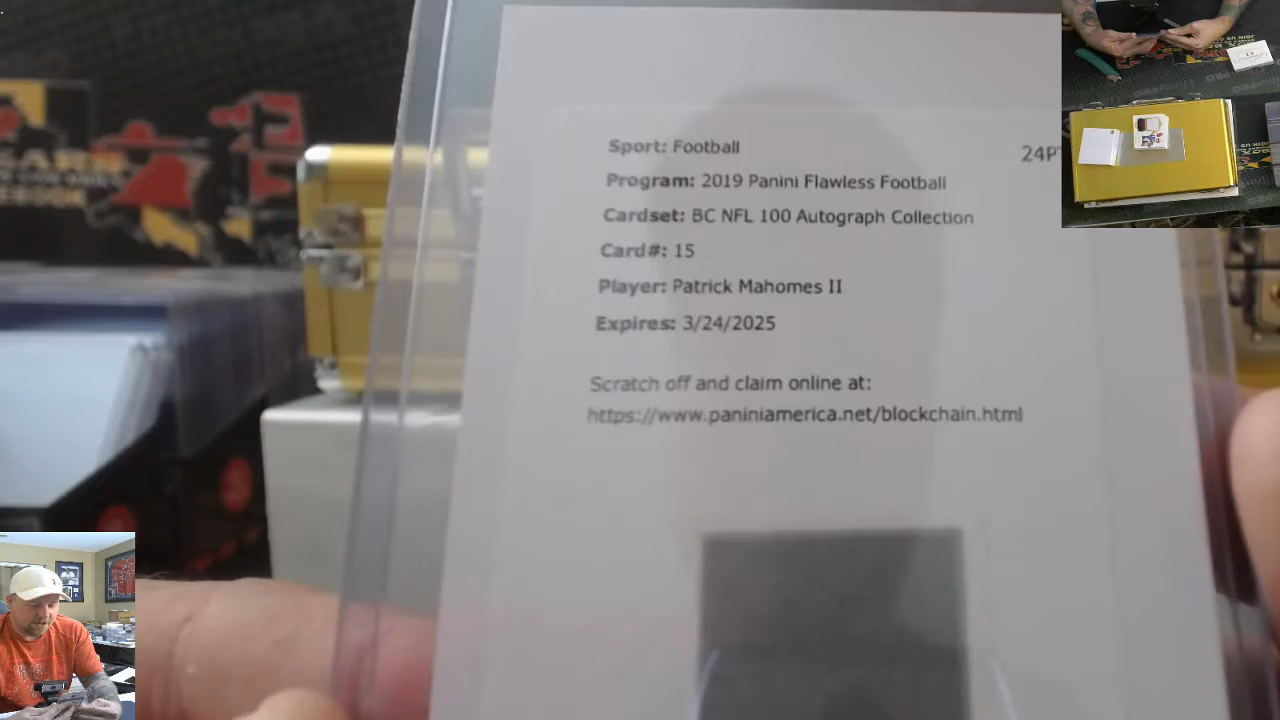 Sport: Football
24P
Program: 2019 Panini Flawless Football
Cardset: BC NFL 100 Autograph Collection
Card#: 15
Player: Patrick Mahomes II
Expires: 3/24/2025
Scratch off and claim online at:
https://www.paniniamerica.net/blockchain.html